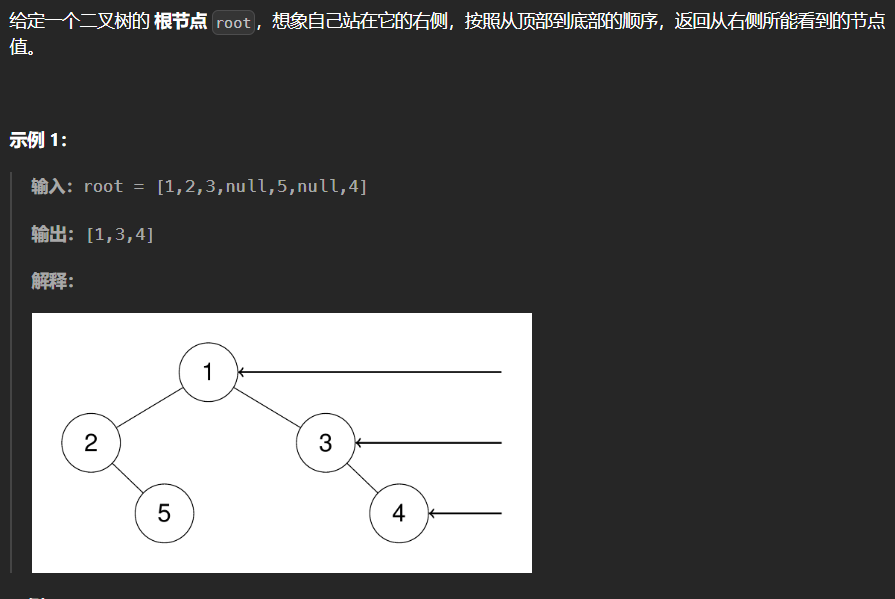 给定一个二叉树的 根节点 root，想象自己站在它的右侧，按照从顶部到底部的顺序，返回从右侧所能看到的节点
值。
示例 1：
输入：root = [1,2,3,null,5,null,4]
输出：[1,3,4]
解释：
1
2 3
5 4